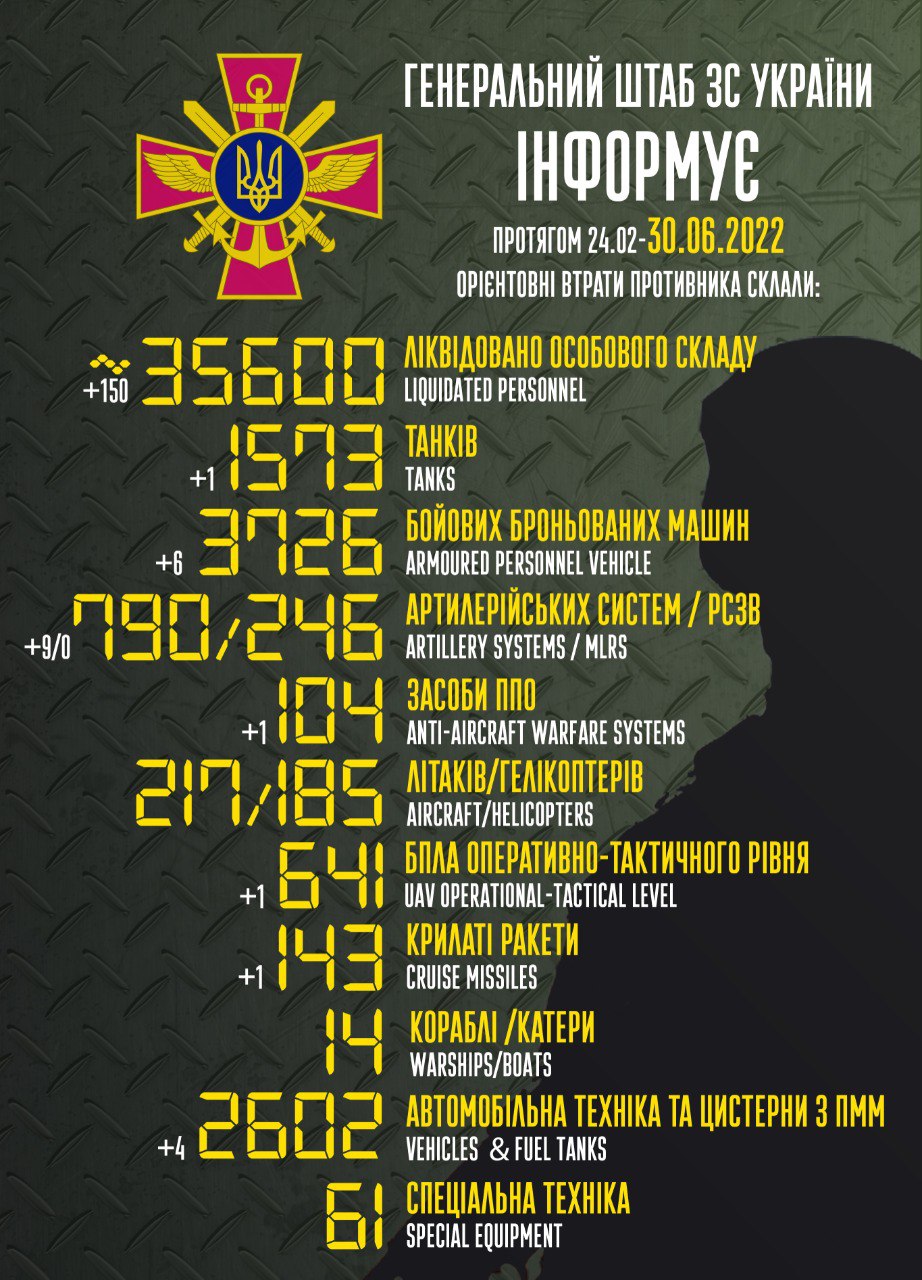 ГЕНЕРАЛЬНИЙ ШТАБ ЗС УКРАЇНИ
ІНФОРМУЄ
ПРОТЯГОМ 24.02-30.06.2022
ОРІЄНТОВНІ ВТРАТИ ПРОТИВНИКА СКЛАЛИ:
+150 ~35600 ЛІКВІДОВАНО ОСОБОВОГО СКЛАДУ
LIQUIDATED PERSONNEL
+1 1573 ТАНКІВ
TANKS
+6 3726 БОЙОВИХ БРОНЬОВАНИХ МАШИН
ARMOURED PERSONNEL VEHICLE
+9/0 790/246 АРТИЛЕРІЙСЬКИХ СИСТЕМ / РСЗВ
ARTILLERY SYSTEMS / MLRS
+1 104 ЗАСОБИ ППО
ANTI-AIRCRAFT WARFARE SYSTEMS
217/185 ЛІТАКІВ/ГЕЛІКОПТЕРІВ
AIRCRAFT/HELICOPTERS
+1 641 БПЛА ОПЕРАТИВНО-ТАКТИЧНОГО РІВНЯ
UAV OPERATIONAL-TACTICAL LEVEL
+1 143 КРИЛАТІ РАКЕТИ
CRUISE MISSILES
14 КОРАБЛІ /КАТЕРИ
WARSHIPS/BOATS
+4 2602 АВТОМОБІЛЬНА ТЕХНІКА ТА ЦИСТЕРНИ З ПММ
VEHICLES & FUEL TANKS
61 СПЕЦІАЛЬНА ТЕХНІКА
SPECIAL EQUIPMENT